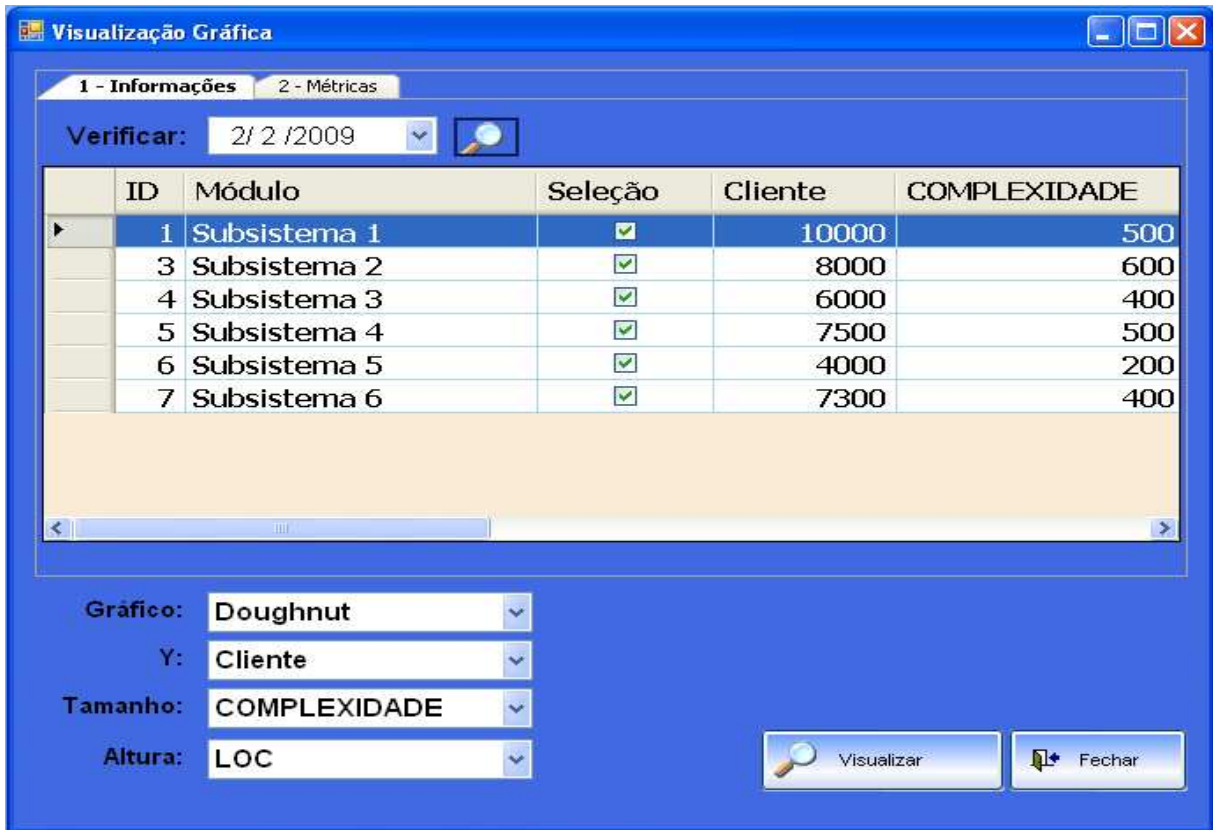 Visualização Gráfica
1 - Informações 2 - Métricas
Verificar: 2/ 2 /2009
ID Módulo Seleção Cliente COMPLEXIDADE
1 Subsistema 1 10000 500
3 Subsistema 2 8000 600
4 Subsistema 3 6000 400
5 Subsistema 4 7500 500
6 Subsistema 5 4000 200
7 Subsistema 6 7300 400
Gráfico: Doughnut
Y: Cliente
Tamanho: COMPLEXIDADE
Altura: LOC
Visualizar Fechar